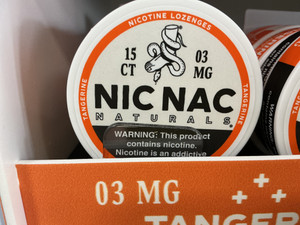 NICOTINE LOZENGES
15 03
CT MG
TANGERINE TANGERINE
NIC NAC
NATURALS®
WARNING: This product
contains nicotine.
Nicotine is an addictive
03 MG